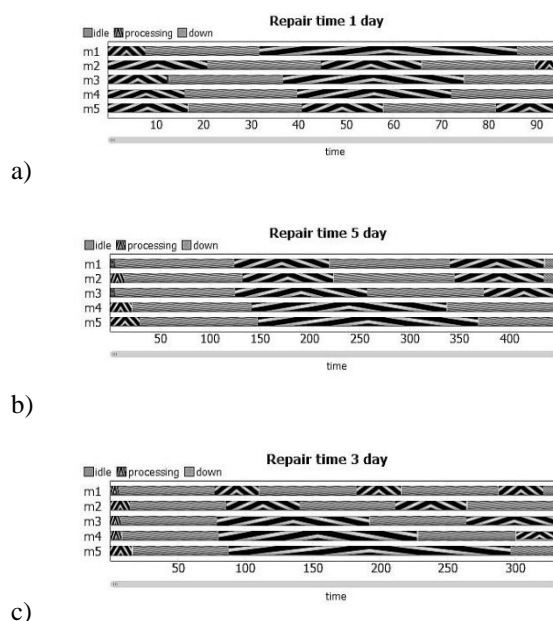 Repair time 1 day
idle processing down
m1
m2
m3
m4
m5
10 20 30 40 50 60 70 80 90
time
a)
Repair time 5 day
idle processing down
m1
m2
m3
m4
m5
50 100 150 200 250 300 350 400
time
b)
Repair time 3 day
idle processing down
m1
m2
m3
m4
m5
50 100 150 200 250 300
time
c)